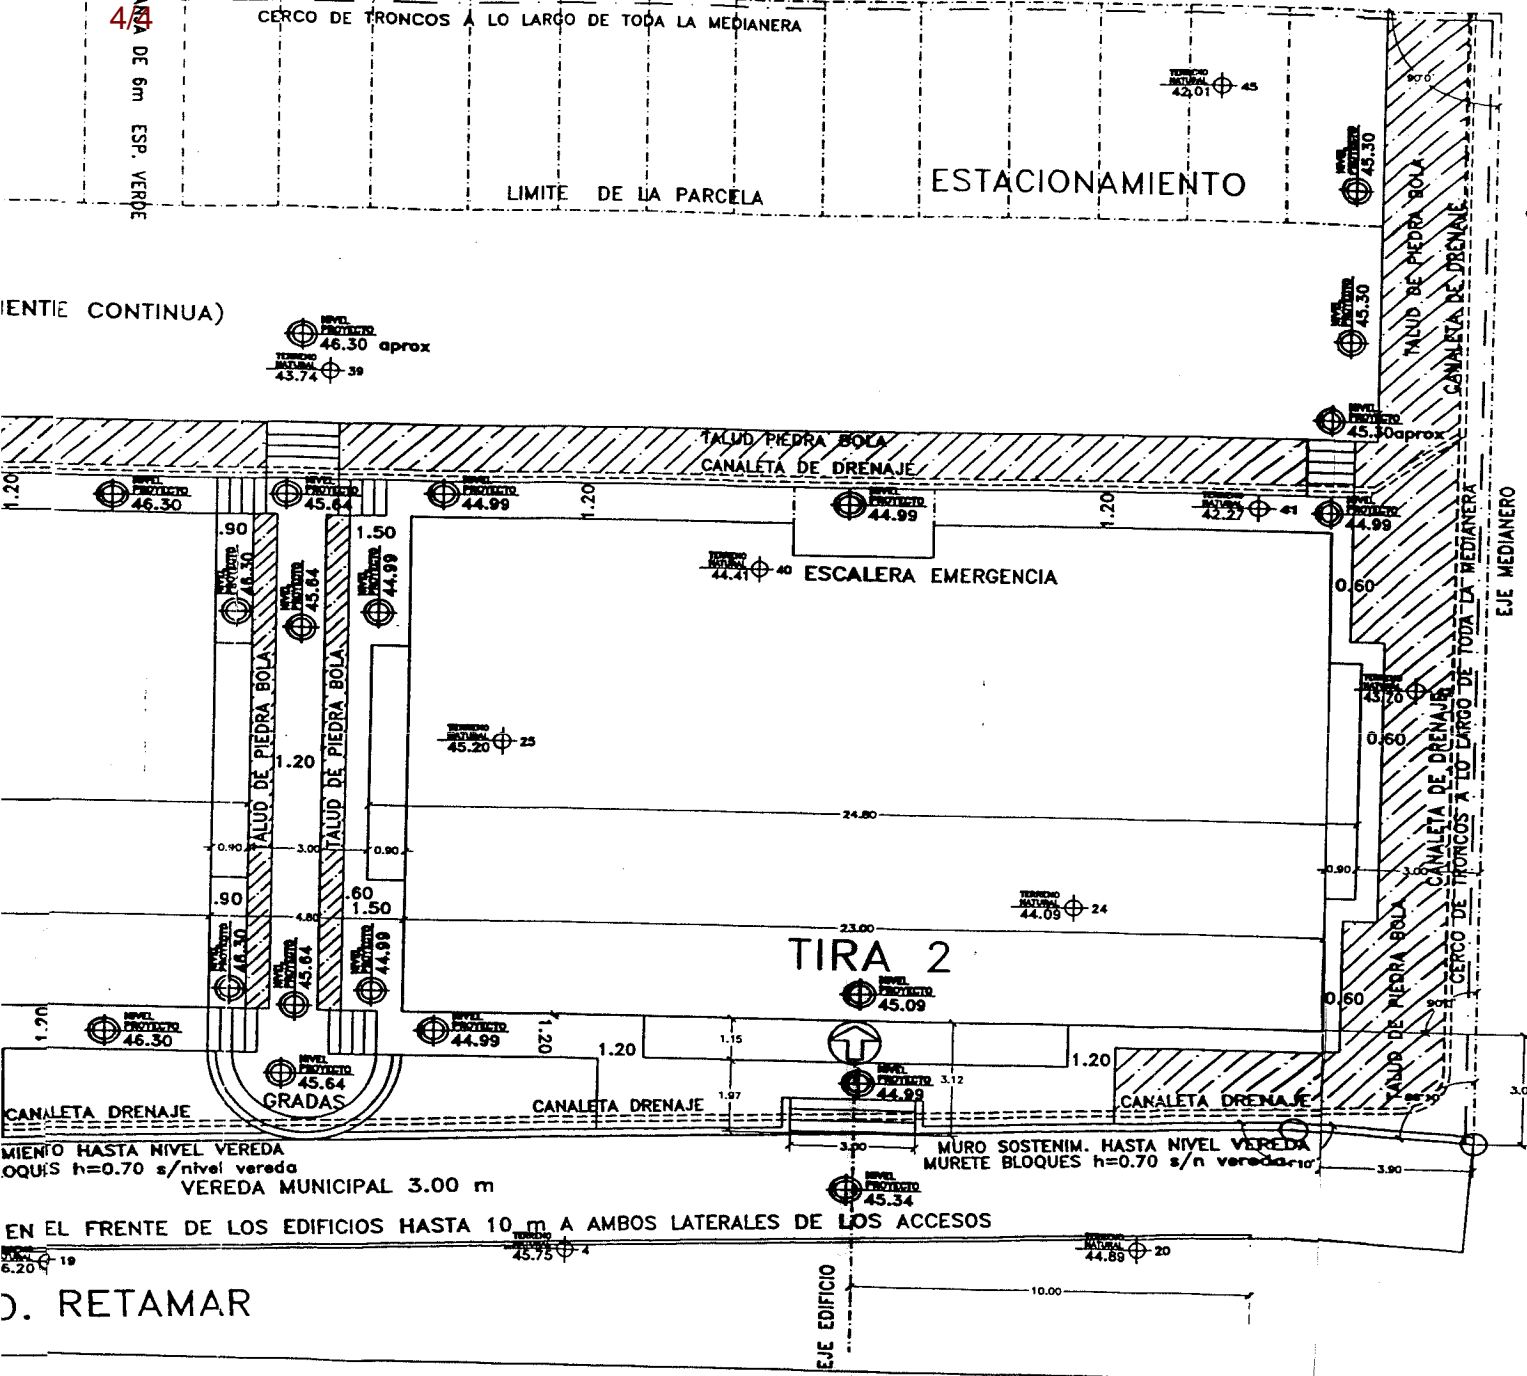 4/4
CERCO DE TRONCOS A LO LARGO DE TODA LA MEDIANERA
DE 6m ESP. VERDE
TERRENO NATURAL 42.01 45
90°0'
NIVEL PROYECTO 45.30
ESTACIONAMIENTO
LIMITE DE LA PARCELA
TALUD DE PIEDRA BOLA
CANALETA DE DRENAJE
CONTINUA)
NIVEL PROYECTO 46.30 aprox
TERRENO NATURAL 43.74 39
NIVEL PROYECTO 45.30
NIVEL PROYECTO 45.30aprox
TALUD PIEDRA BOLA
CANALETA DE DRENAJE
1.20
NIVEL PROYECTO 46.30
NIVEL PROYECTO 45.64
NIVEL PROYECTO 44.99
1.20
NIVEL PROYECTO 44.99
1.20
TERRENO NATURAL 42.27 41
NIVEL PROYECTO 44.99
EJE MEDIANERO
.90
1.50
NIVEL PROYECTO 46.30
NIVEL PROYECTO 45.64
NIVEL PROYECTO 44.99
TERRENO NATURAL 44.41 40
ESCALERA EMERGENCIA
0.60
CERCO DE TRONCOS A LO LARGO DE TODA LA MEDIANERA
TALUD DE PIEDRA BOLA
TALUD DE PIEDRA BOLA
1.20
TERRENO NATURAL 45.20 25
TERRENO NATURAL 43.70
0.60
CANALETA DE DRENAJE
24.80
0.90
3.00
0.90
0.90
3.00
.90
.60
1.50
4.80
TERRENO NATURAL 44.09 24
23.00
TALUD DE PIEDRA BOLA
TIRA 2
NIVEL PROYECTO 46.30
NIVEL PROYECTO 45.64
NIVEL PROYECTO 44.99
NIVEL PROYECTO 45.09
0.60
1.20
NIVEL PROYECTO 46.30
NIVEL PROYECTO 44.99
1.20
1.20
1.15
1.20
NIVEL PROYECTO 45.64
GRADAS
NIVEL PROYECTO 44.99
3.12
1.97
CANALETA DRENAJE
CANALETA DRENAJE
CANALETA DRENAJE
3.00
HASTA NIVEL VEREDA
h=0.70 s/nivel vereda
MURO SOSTENIM. HASTA NIVEL VEREDA
MURETE BLOQUES h=0.70 s/n vereda
3.90
VEREDA MUNICIPAL 3.00 m
NIVEL PROYECTO 45.34
EN EL FRENTE DE LOS EDIFICIOS HASTA 10 m A AMBOS LATERALES DE LOS ACCESOS
6.20 19
TERRENO NATURAL 45.75 4
TERRENO NATURAL 44.89 20
RETAMAR
EJE EDIFICIO
10.00